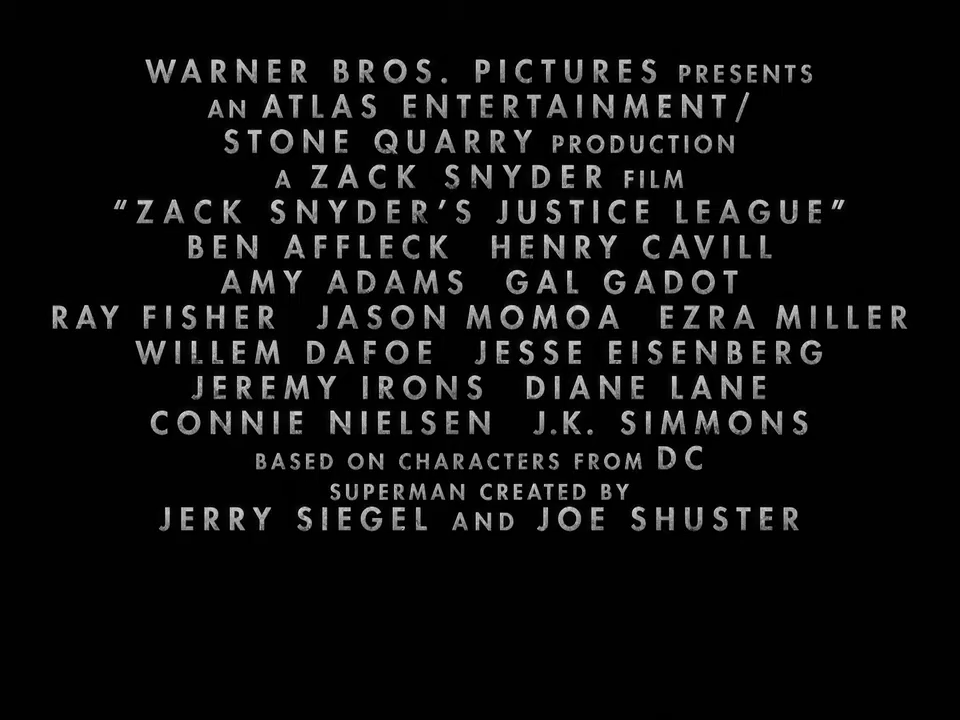 WARNER BROS. PICTURES PRESENTS
AN ATLAS ENTERTAINMENT/
STONE QUARRY PRODUCTION
A ZACK SNYDER FILM
“ZACK SNYDER’S JUSTICE LEAGUE”
BEN AFFLECK HENRY CAVILL
AMY ADAMS GAL GADOT
RAY FISHER JASON MOMOA EZRA MILLER
WILLEM DAFOE JESSE EISENBERG
JEREMY IRONS DIANE LANE
CONNIE NIELSEN J.K. SIMMONS
BASED ON CHARACTERS FROM DC
SUPERMAN CREATED BY
JERRY SIEGEL AND JOE SHUSTER